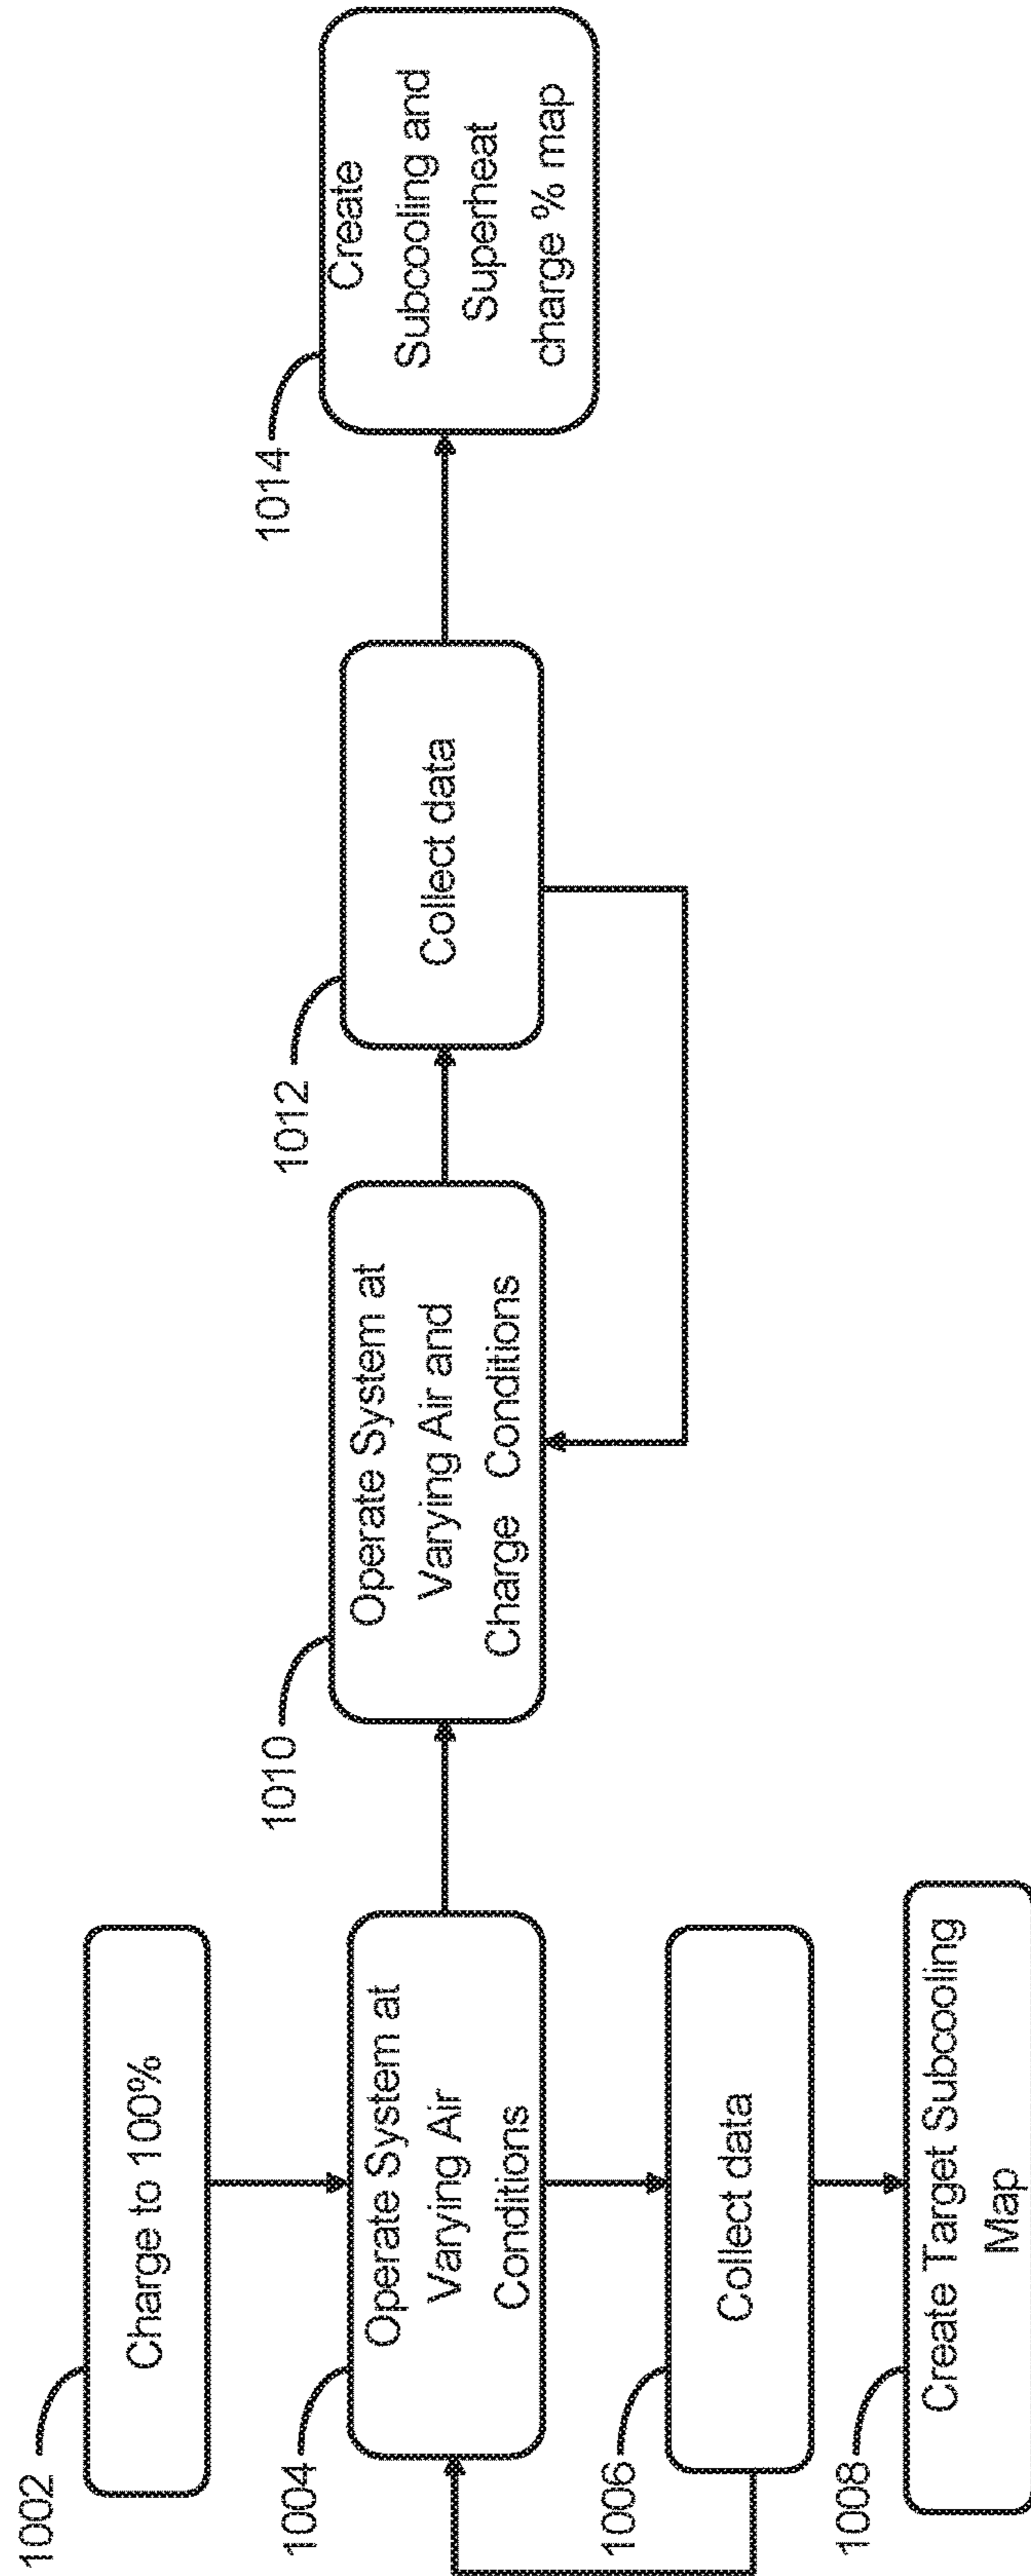 1002
Charge to 100%
1004
Operate System at
Varying Air
Conditions
1006
Collect data
1008
Create Target Subcooling
Map
1010
Operate System at
Varying Air and
Charge Conditions
1012
Collect data
1014
Create
Subcooling and
Superheat
charge % map